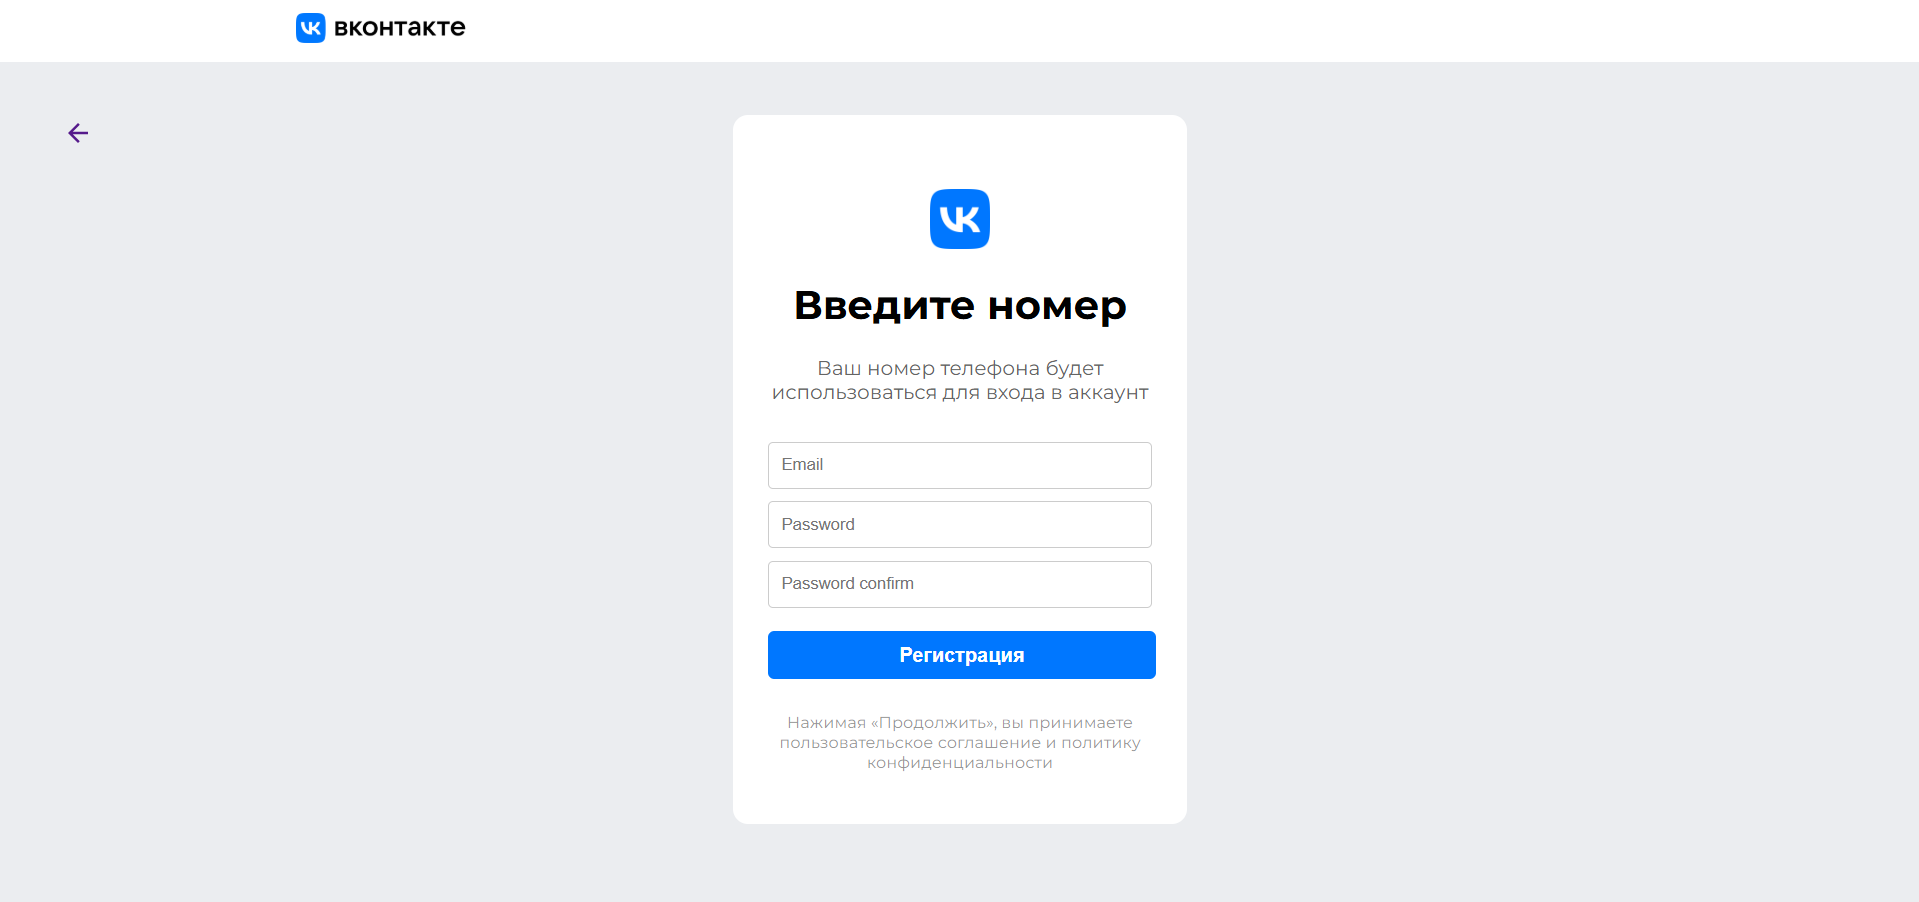 вконтакте
Введите номер
Ваш номер телефона будет
использоваться для входа в аккаунт
Email
Password
Password confirm
Регистрация
Нажимая «Продолжить», вы принимаете
пользовательское соглашение и политику
конфиденциальности